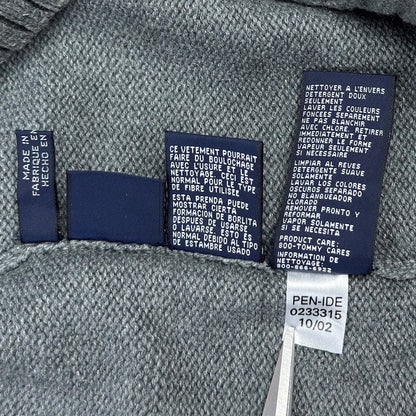 MADE IN
FABRIQUE EN
HECHO EN
CE VETEMENT POURRAIT
FAIRE DU BOULOCHAGE
AVEC L'USURE ET LE
NETTOYAGE. CECI EST
NORMAL POUR LE TYPE
DE FIBRE UTILISEE.
ESTA PRENDA PUEDE
MOSTRAR CIERTA
FORMACION DE BORLITA
DESPUES DE USARSE
O LAVARSE. ESTO ES
NORMAL DEBIDO AL TIPO
DE ESTAMBRE USADO
NETTOYER A L'ENVERS
DETERGENT DOUX
SEULEMENT
LAVER LES COULEURS
FONCEES SEPAREMENT
NE PAS BLANCHIR
AVEC CHLORE. RETIRER
IMMEDIATEMENT ET
REDONNER LE FORME
VAPEUR SEULEMENT
SI NECESSAIRE
LIMPIAR AL REVES
DETERGENTE SUAVE
SOLAMENTE
LAVAR LOS COLORES
OSCUROS SEPARADO
NO BLANQUEADOR
CLORADO
REMOVER PRONTO Y
REFORMAR
VAPOR SOLAMENTE
SI SE NECESITA
PRODUCT CARE:
800-TOMMY CARES
INFORMATION DE
NETTOYAGE:
800-866-6922
PEN-IDE
0233315
10/02